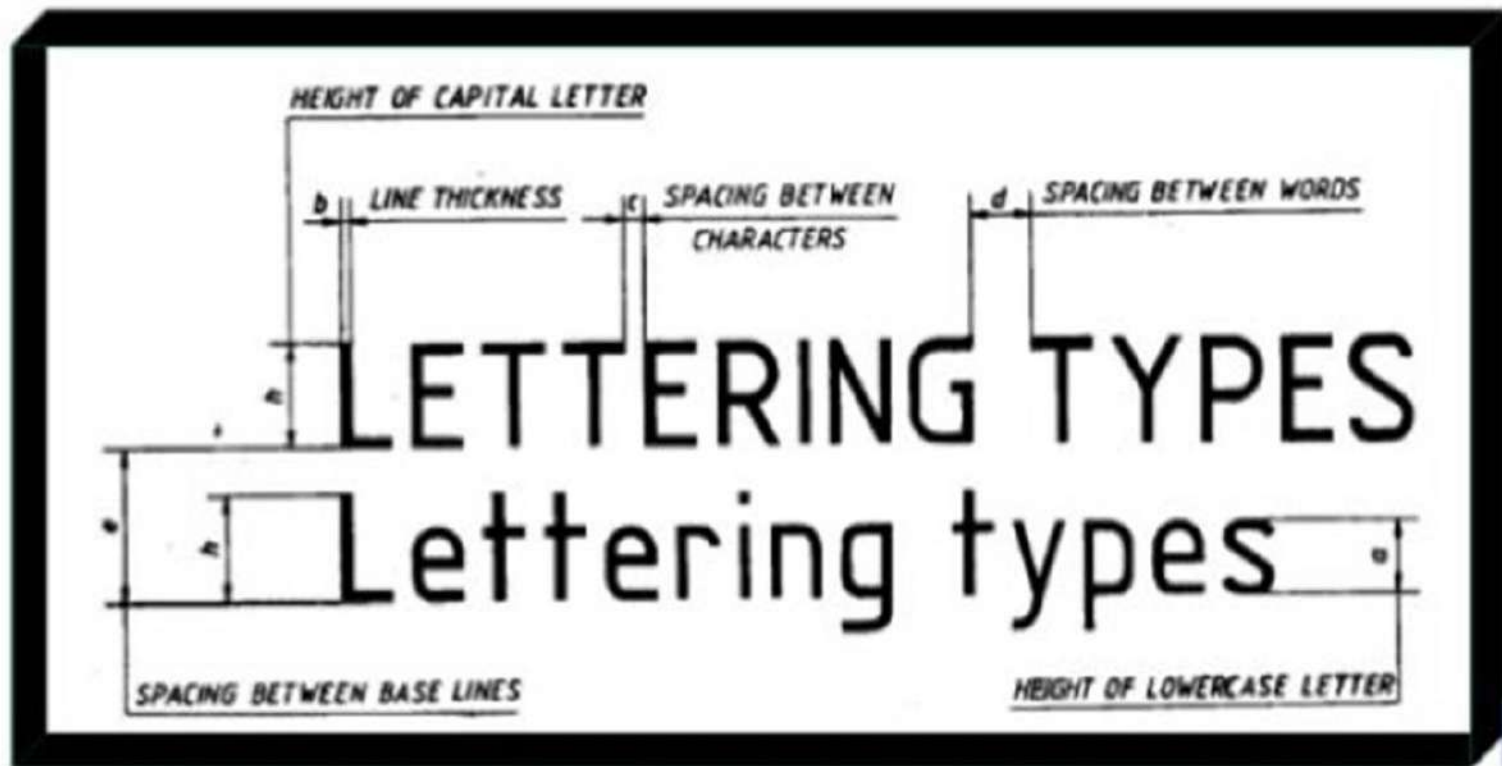 HEIGHT OF CAPITAL LETTER
b LINE THICKNESS c SPACING BETWEEN d SPACING BETWEEN WORDS
CHARACTERS
h LETTERING TYPES
e h Lettering types a
SPACING BETWEEN BASE LINES HEIGHT OF LOWERCASE LETTER